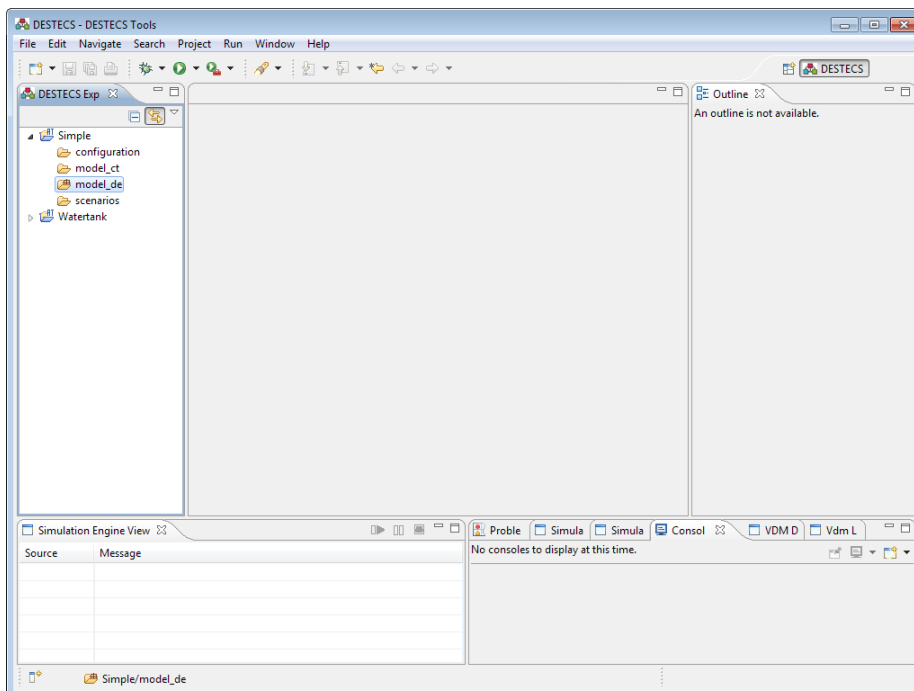 DESTECS - DESTECS Tools
File Edit Navigate Search Project Run Window Help
DESTECS
DESTECS Exp
Outline
An outline is not available.
Simple
configuration
model_ct
model_de
scenarios
Watertank
Simulation Engine View
Source Message
Proble Simula Simula Consol VDM D Vdm L
No consoles to display at this time.
Simple/model_de